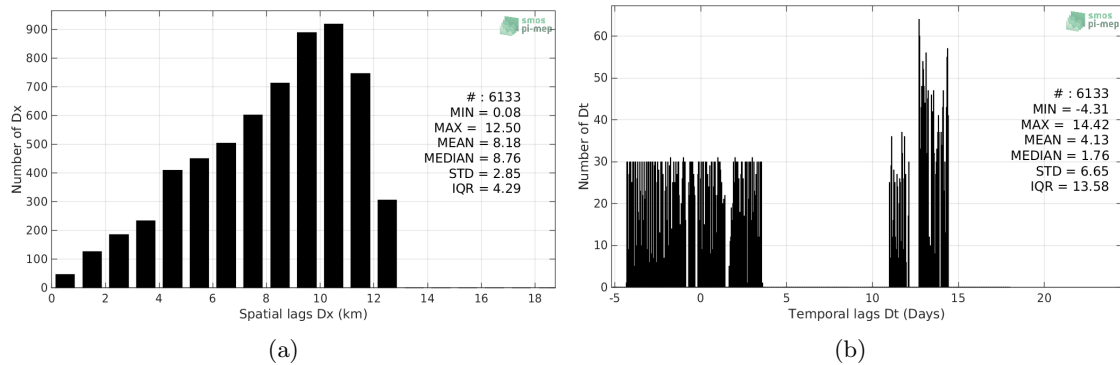 smos
pi-mep
Number of Dx
900
800
700
600
500
400
300
200
100
0
# : 6133
MIN = 0.08
MAX = 12.50
MEAN = 8.18
MEDIAN = 8.76
STD = 2.85
IQR = 4.29
0 2 4 6 8 10 12 14 16 18
Spatial lags Dx (km)
(a)
smos
pi-mep
Number of Dt
60
50
40
30
20
10
0
# : 6133
MIN = -4.31
MAX = 14.42
MEAN = 4.13
MEDIAN = 1.76
STD = 6.65
IQR = 13.58
-5 0 5 10 15 20
Temporal lags Dt (Days)
(b)